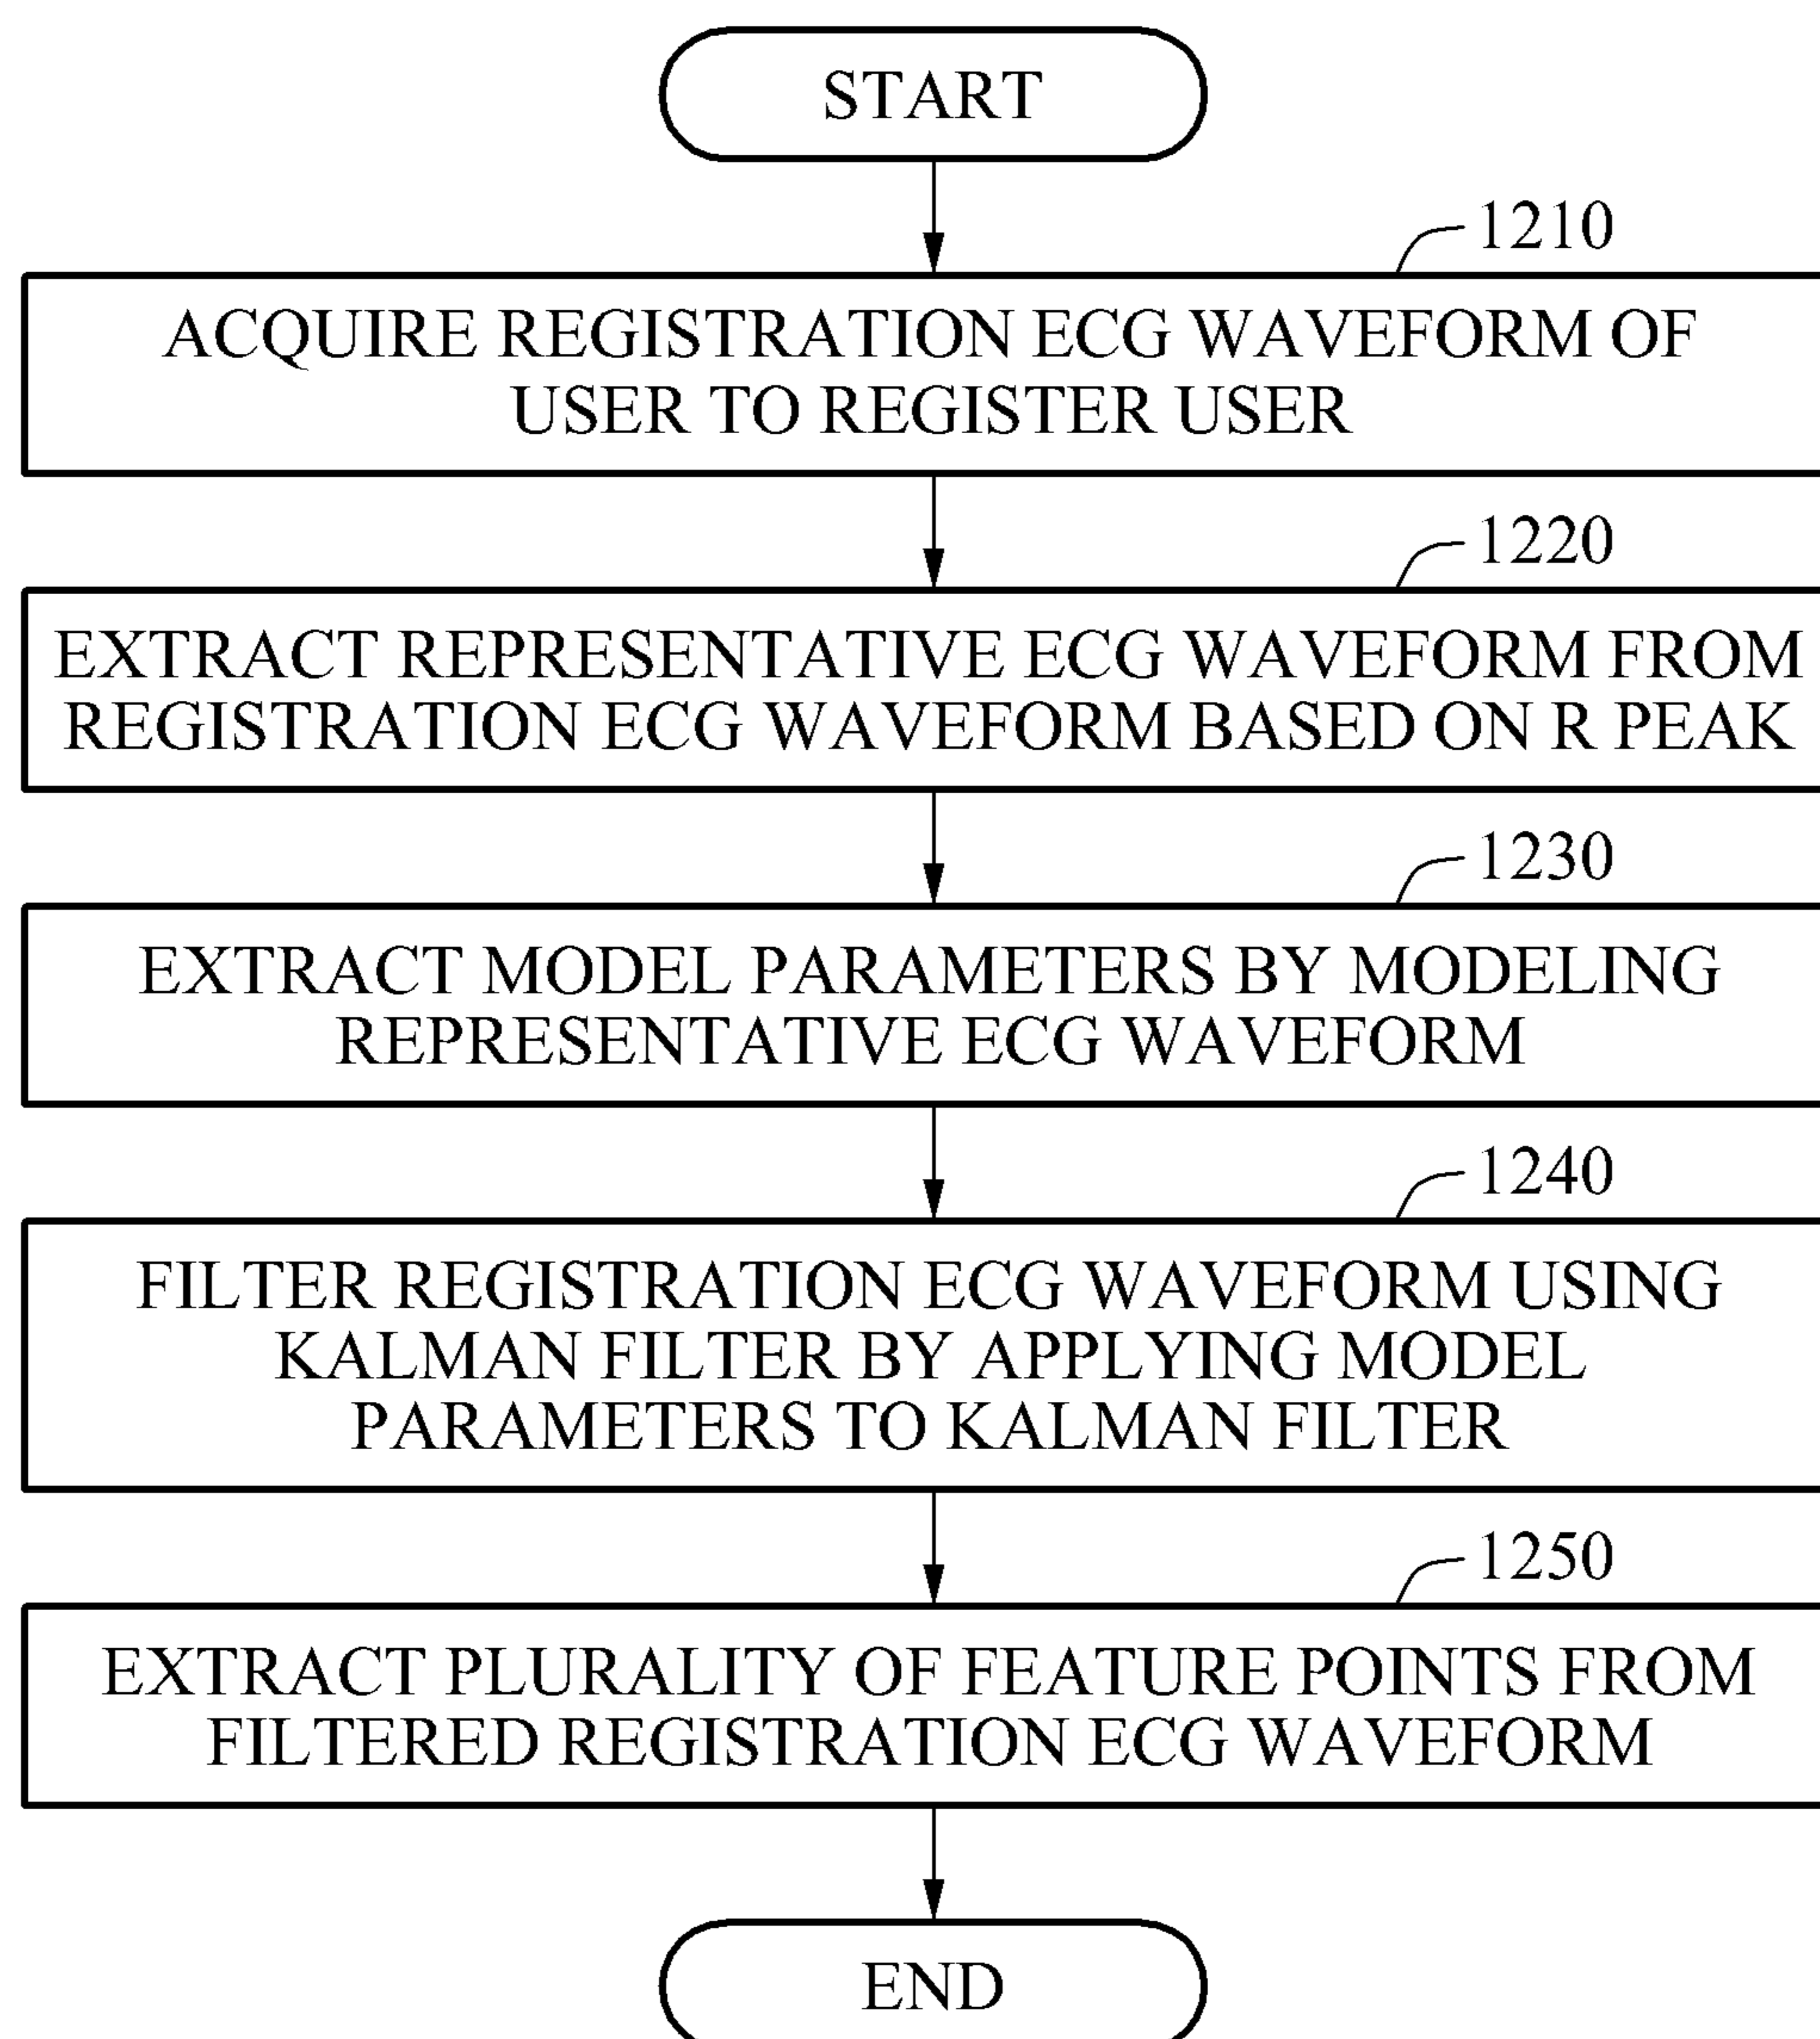 START
1210
ACQUIRE REGISTRATION ECG WAVEFORM OF
USER TO REGISTER USER
1220
EXTRACT REPRESENTATIVE ECG WAVEFORM FROM
REGISTRATION ECG WAVEFORM BASED ON R PEAK
1230
EXTRACT MODEL PARAMETERS BY MODELING
REPRESENTATIVE ECG WAVEFORM
1240
FILTER REGISTRATION ECG WAVEFORM USING
KALMAN FILTER BY APPLYING MODEL
PARAMETERS TO KALMAN FILTER
1250
EXTRACT PLURALITY OF FEATURE POINTS FROM
FILTERED REGISTRATION ECG WAVEFORM
END